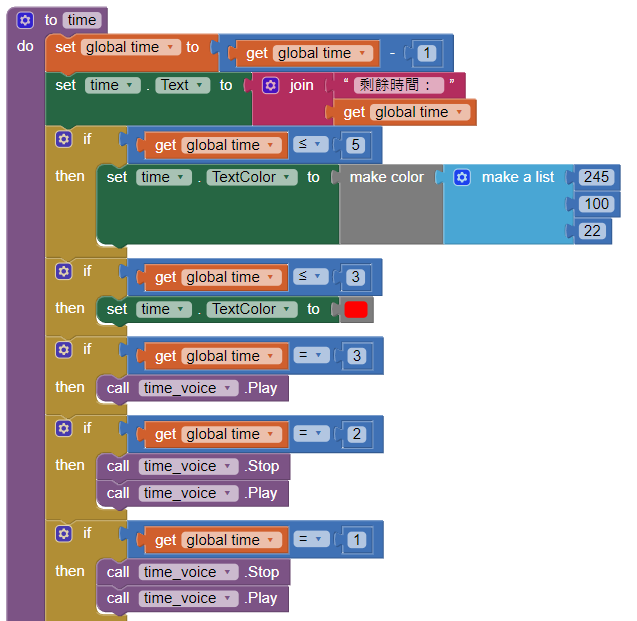 to time
do set global time to get global time - 1
set time . Text to join “ 剩餘時間： ”
get global time
if get global time ≤ 5
then set time . TextColor to make color make a list 245
100
22
if get global time ≤ 3
then set time . TextColor to
if get global time = 3
then call time_voice .Play
if get global time = 2
then call time_voice .Stop
call time_voice .Play
if get global time = 1
then call time_voice .Stop
call time_voice .Play